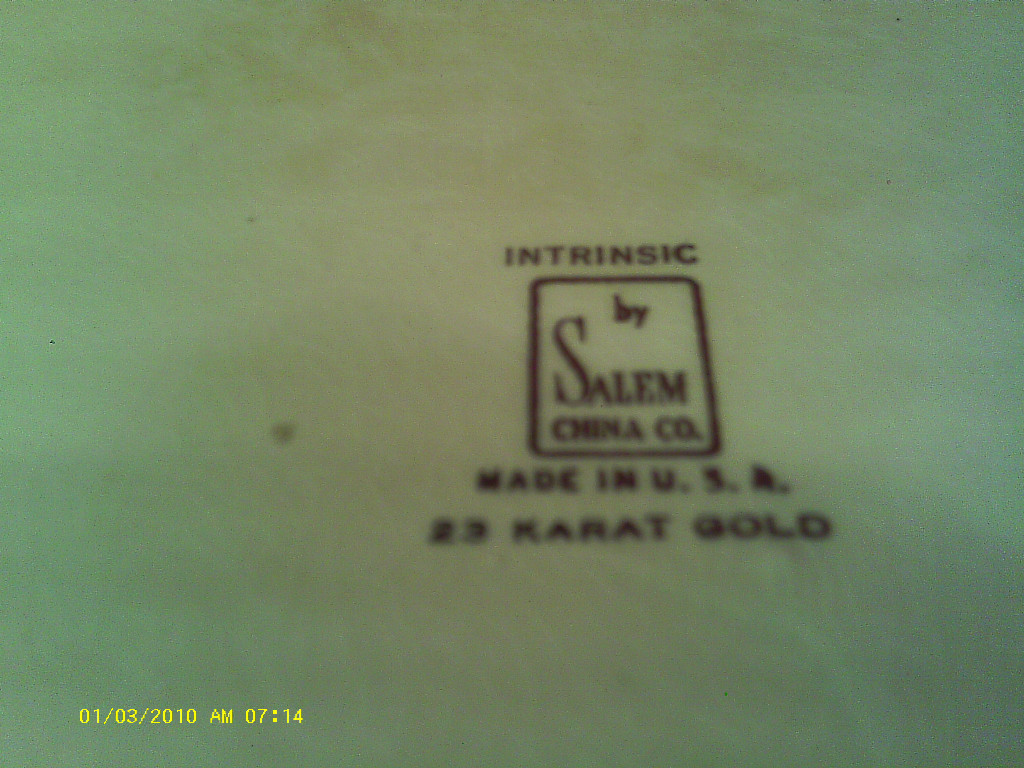 INTRINSIC
by
SALEM
CHINA CO.
MADE IN U. S. A.
23 KARAT GOLD
01/03/2010 AM 07:14